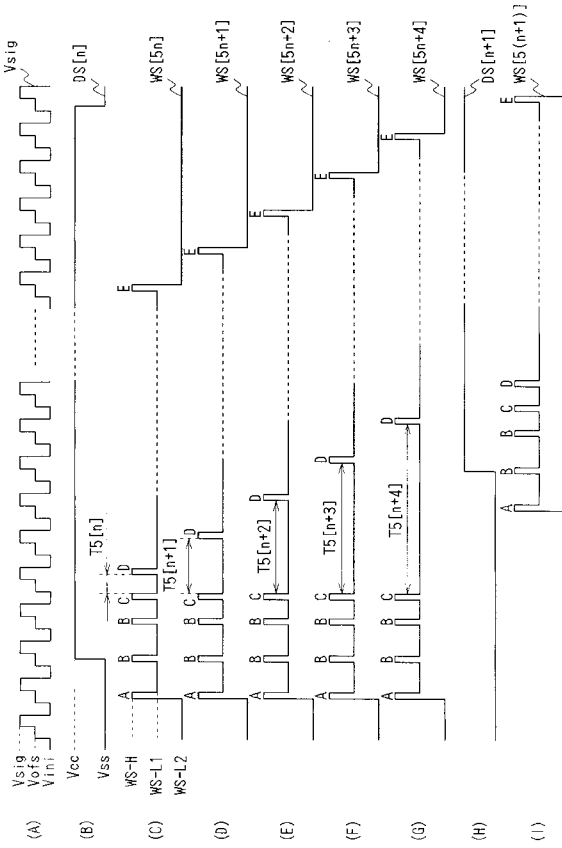 Vsig
Vofs
Vini
Vsig
(A)
Vcc
Vss
DS[n]
(B)
T5[n]
WS-H
WS-L1
WS-L2
A B B C D E
WS[5n]
(C)
T5[n+1]
A B B C D E
WS[5n+1]
(D)
T5[n+2]
A B B C D E
WS[5n+2]
(E)
T5[n+3]
A B B C D E
WS[5n+3]
(F)
T5[n+4]
A B B C D E
WS[5n+4]
(G)
DS[n+1]
(H)
A B B C D E
WS[5(n+1)]
(I)